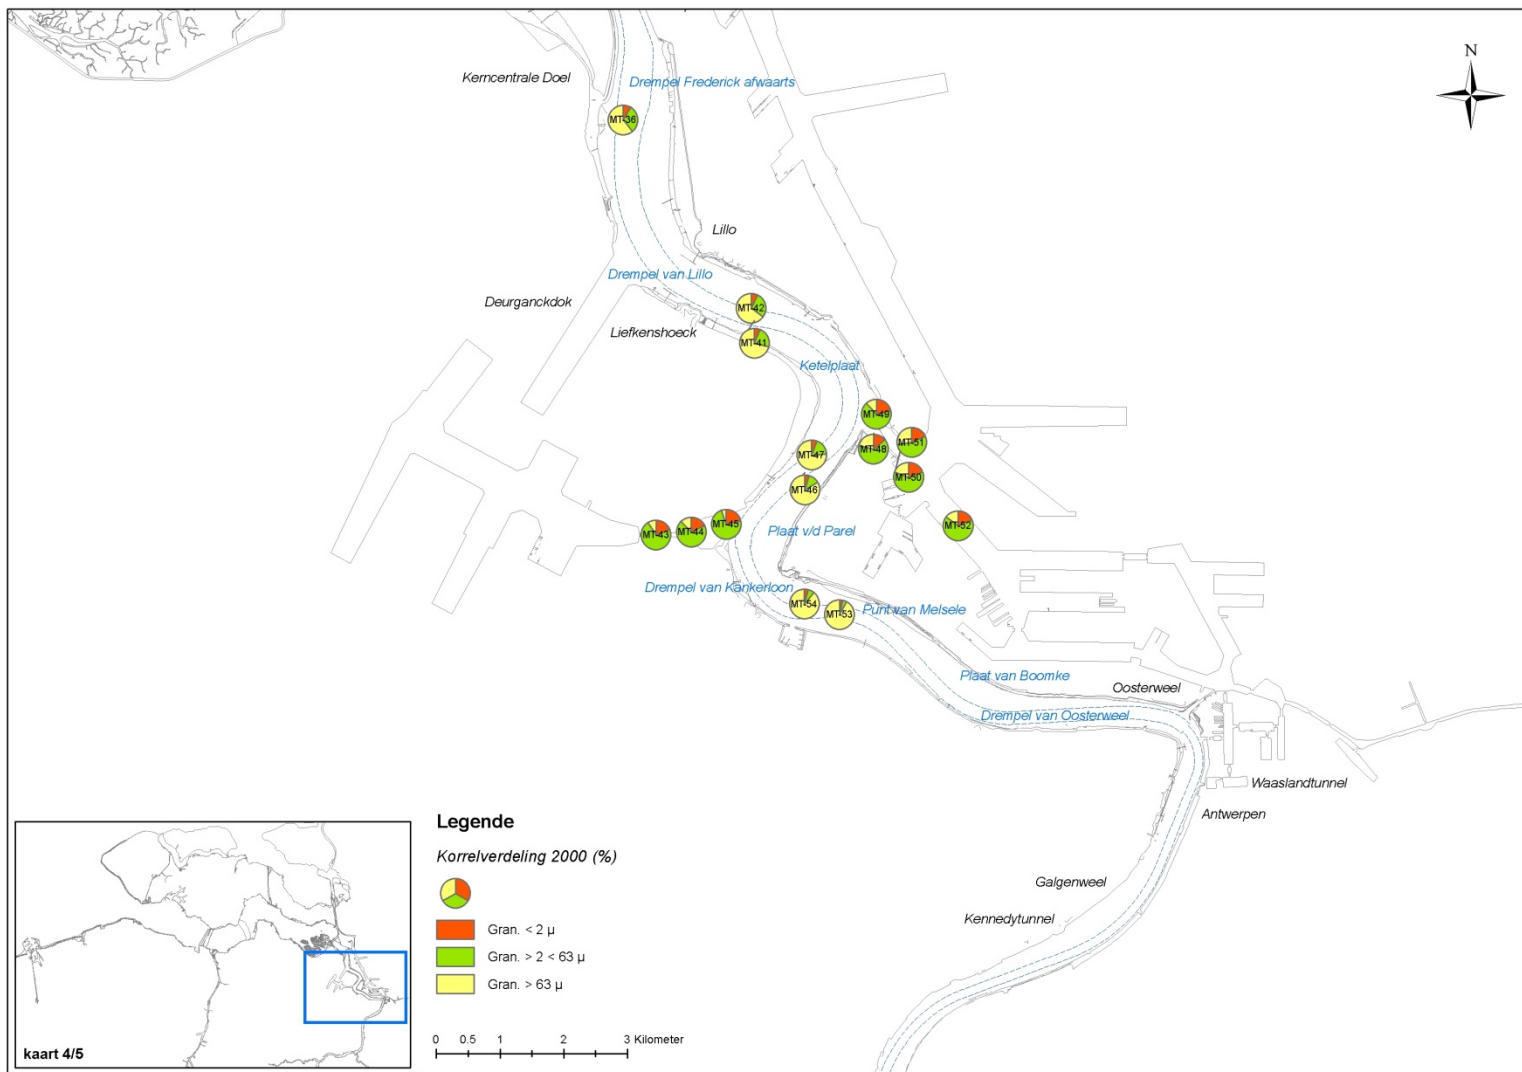 N
Kerncentrale Doel
Drempel Frederick afwaarts
MT-36
Lillo
Drempel van Lillo
Deurganckdok
MT-42
Liefkenshoeck
MT-41
Ketelplaat
MT-49
MT-51
MT-48
MT-47
MT-50
MT-46
MT-45
MT-52
MT-44
MT-43
Plaat v/d Parel
Drempel van Kankerloon
MT-54
Punt van Melsele
MT-53
Plaat van Boomke
Oosterweel
Drempel van Oosterweel
Waaslandtunnel
Antwerpen
Galgenweel
Kennedytunnel
Legende
Korrelverdeling 2000 (%)
Gran. < 2 µ
Gran. > 2 < 63 µ
Gran. > 63 µ
0 0.5 1 2 3 Kilometer
kaart 4/5